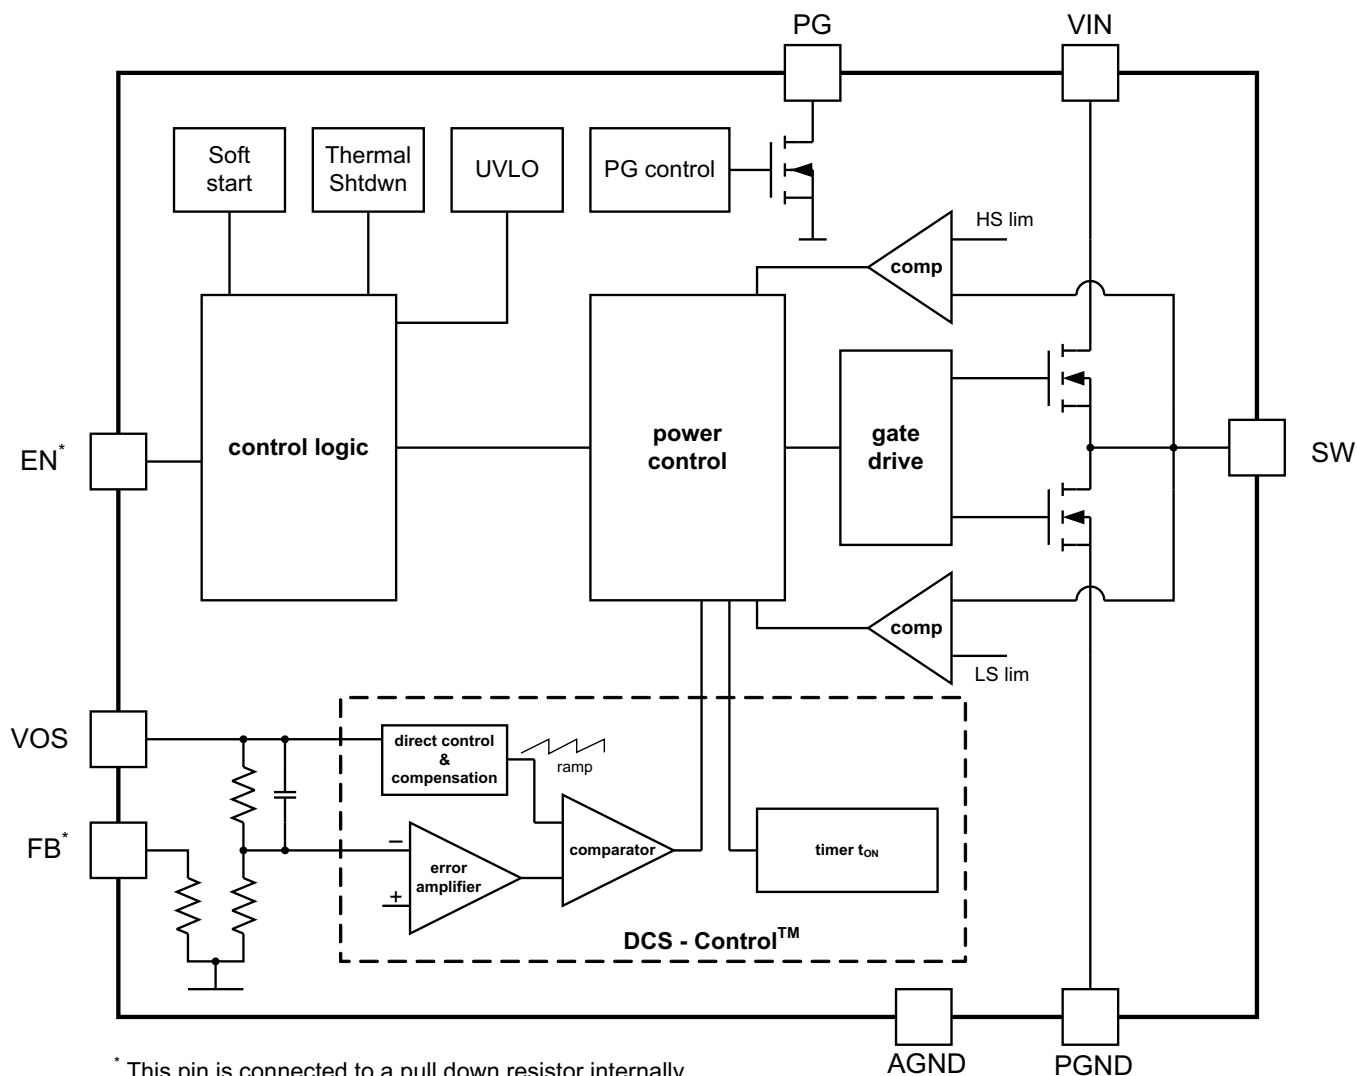 PG
VIN
Soft
start
Thermal
Shtdwn
UVLO
PG control
HS lim
comp
EN*
control logic
power
control
gate
drive
SW
comp
LS lim
VOS
direct control
&
compensation
ramp
FB*
−
error
amplifier
+
comparator
timer tON
DCS - Control™
AGND
PGND
* This pin is connected to a pull down resistor internally